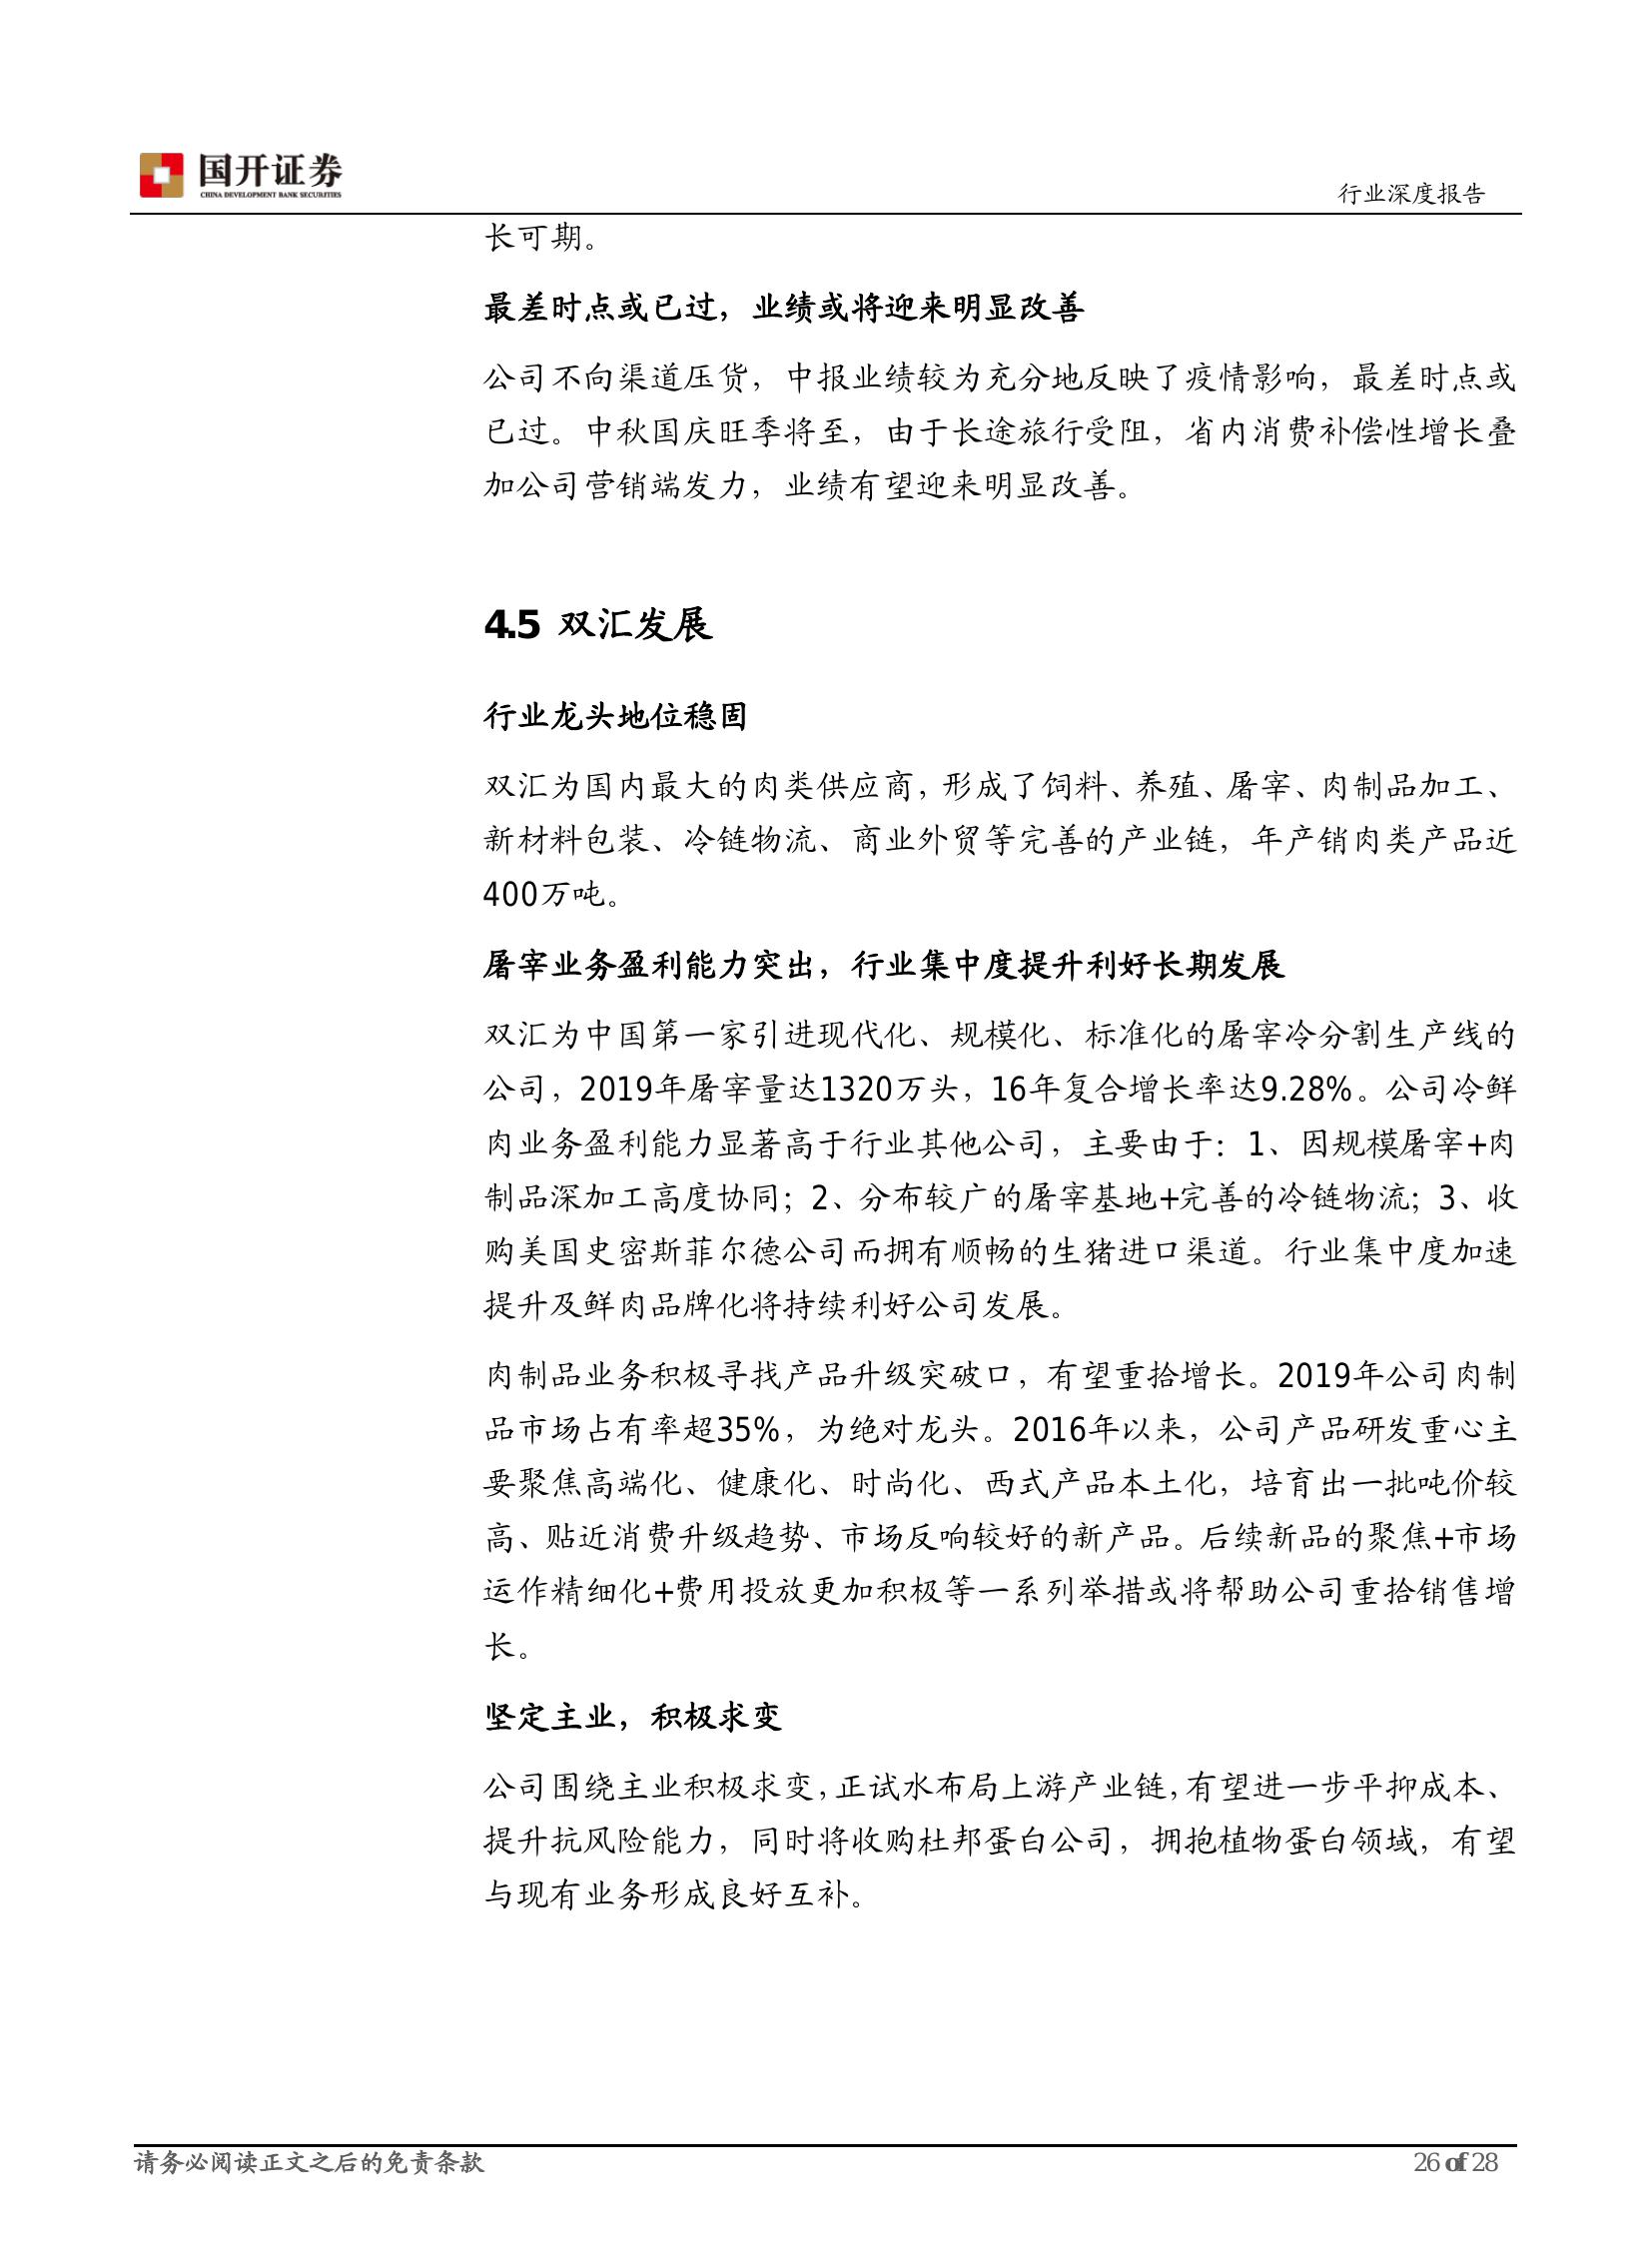 国开证券
CHINA DEVELOPMENT BANK SECURITIES
行业深度报告
长可期。
最差时点或已过，业绩或将迎来明显改善
公司不向渠道压货，中报业绩较为充分地反映了疫情影响，最差时点或
已过。中秋国庆旺季将至，由于长途旅行受阻，省内消费补偿性增长叠
加公司营销端发力，业绩有望迎来明显改善。
4.5 双汇发展
行业龙头地位稳固
双汇为国内最大的肉类供应商，形成了饲料、养殖、屠宰、肉制品加工、
新材料包装、冷链物流、商业外贸等完善的产业链，年产销肉类产品近
400万吨。
屠宰业务盈利能力突出，行业集中度提升利好长期发展
双汇为中国第一家引进现代化、规模化、标准化的屠宰冷分割生产线的
公司，2019年屠宰量达1320万头，16年复合增长率达9.28%。公司冷鲜
肉业务盈利能力显著高于行业其他公司，主要由于：1、因规模屠宰+肉
制品深加工高度协同；2、分布较广的屠宰基地+完善的冷链物流；3、收
购美国史密斯菲尔德公司而拥有顺畅的生猪进口渠道。行业集中度加速
提升及鲜肉品牌化将持续利好公司发展。
肉制品业务积极寻找产品升级突破口，有望重拾增长。2019年公司肉制
品市场占有率超35%，为绝对龙头。2016年以来，公司产品研发重心主
要聚焦高端化、健康化、时尚化、西式产品本土化，培育出一批吨价较
高、贴近消费升级趋势、市场反响较好的新产品。后续新品的聚焦+市场
运作精细化+费用投放更加积极等一系列举措或将帮助公司重拾销售增
长。
坚定主业，积极求变
公司围绕主业积极求变，正试水布局上游产业链，有望进一步平抑成本、
提升抗风险能力，同时将收购杜邦蛋白公司，拥抱植物蛋白领域，有望
与现有业务形成良好互补。
请务必阅读正文之后的免责条款
26 of 28